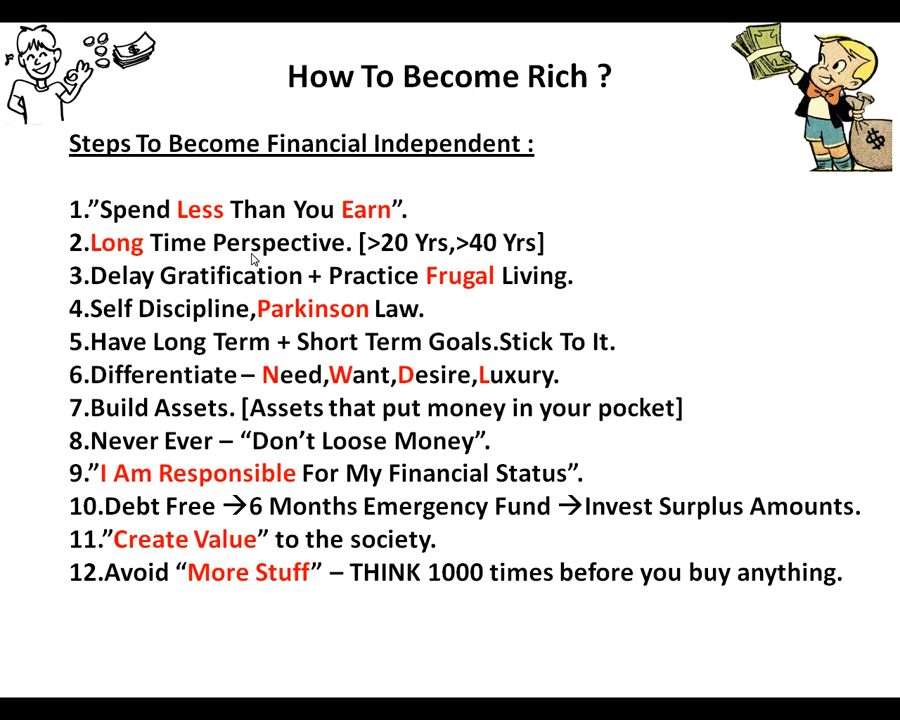 How To Become Rich ?
Steps To Become Financial Independent :
1.”Spend Less Than You Earn”.
2.Long Time Perspective. [>20 Yrs,>40 Yrs]
3.Delay Gratification + Practice Frugal Living.
4.Self Discipline,Parkinson Law.
5.Have Long Term + Short Term Goals.Stick To It.
6.Differentiate – Need,Want,Desire,Luxury.
7.Build Assets. [Assets that put money in your pocket]
8.Never Ever – “Don’t Loose Money”.
9.”I Am Responsible For My Financial Status”.
10.Debt Free →6 Months Emergency Fund →Invest Surplus Amounts.
11.”Create Value” to the society.
12.Avoid “More Stuff” – THINK 1000 times before you buy anything.